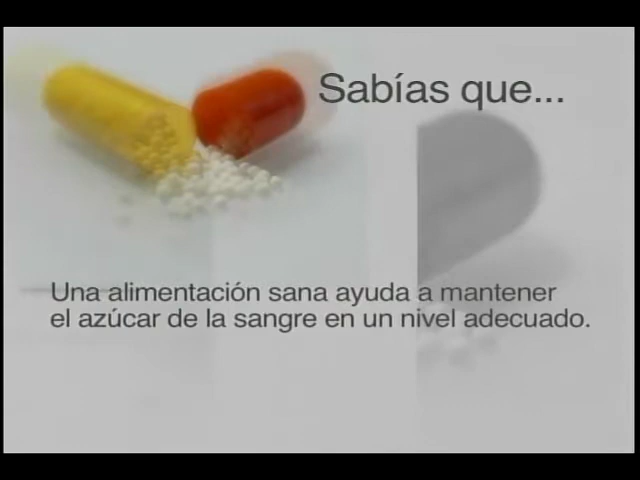 Sabías que...
Una alimentación sana ayuda a mantener
el azúcar de la sangre en un nivel adecuado.